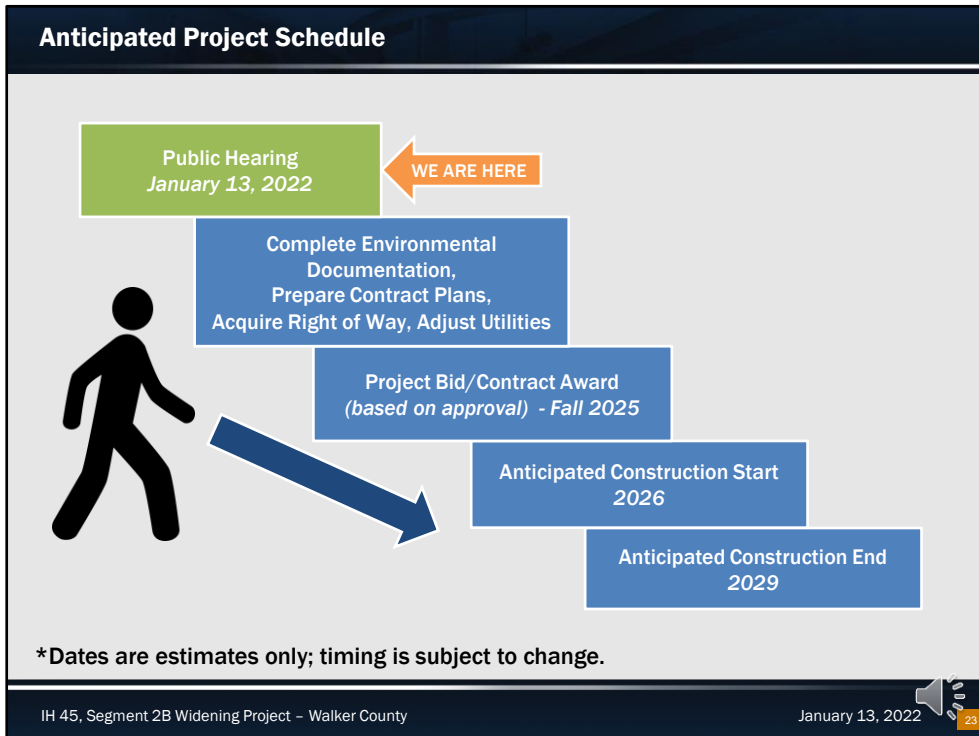 Anticipated Project Schedule
Public Hearing
January 13, 2022
WE ARE HERE
Complete Environmental
Documentation,
Prepare Contract Plans,
Acquire Right of Way, Adjust Utilities
Project Bid/Contract Award
(based on approval) - Fall 2025
Anticipated Construction Start
2026
Anticipated Construction End
2029
*Dates are estimates only; timing is subject to change.
IH 45, Segment 2B Widening Project – Walker County
January 13, 2022
23